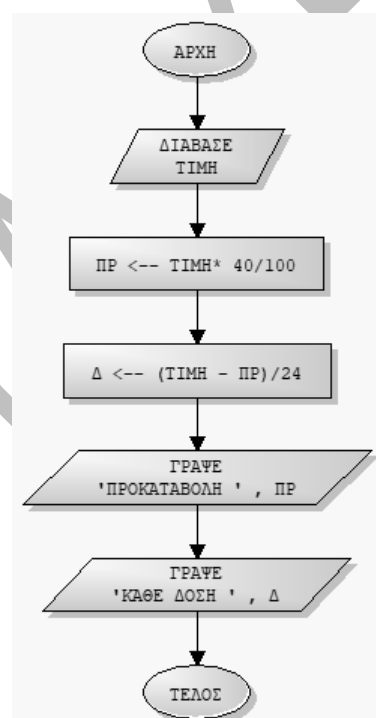 ΑΡΧΗ
ΔΙΑΒΑΣΕ
ΤΙΜΗ
ΠΡ <-- ΤΙΜΗ* 40/100
Δ <-- (ΤΙΜΗ - ΠΡ)/24
ΓΡΑΨΕ
'ΠΡΟΚΑΤΑΒΟΛΗ ' , ΠΡ
ΓΡΑΨΕ
'ΚΑΘΕ ΔΟΣΗ ' , Δ
ΤΕΛΟΣ